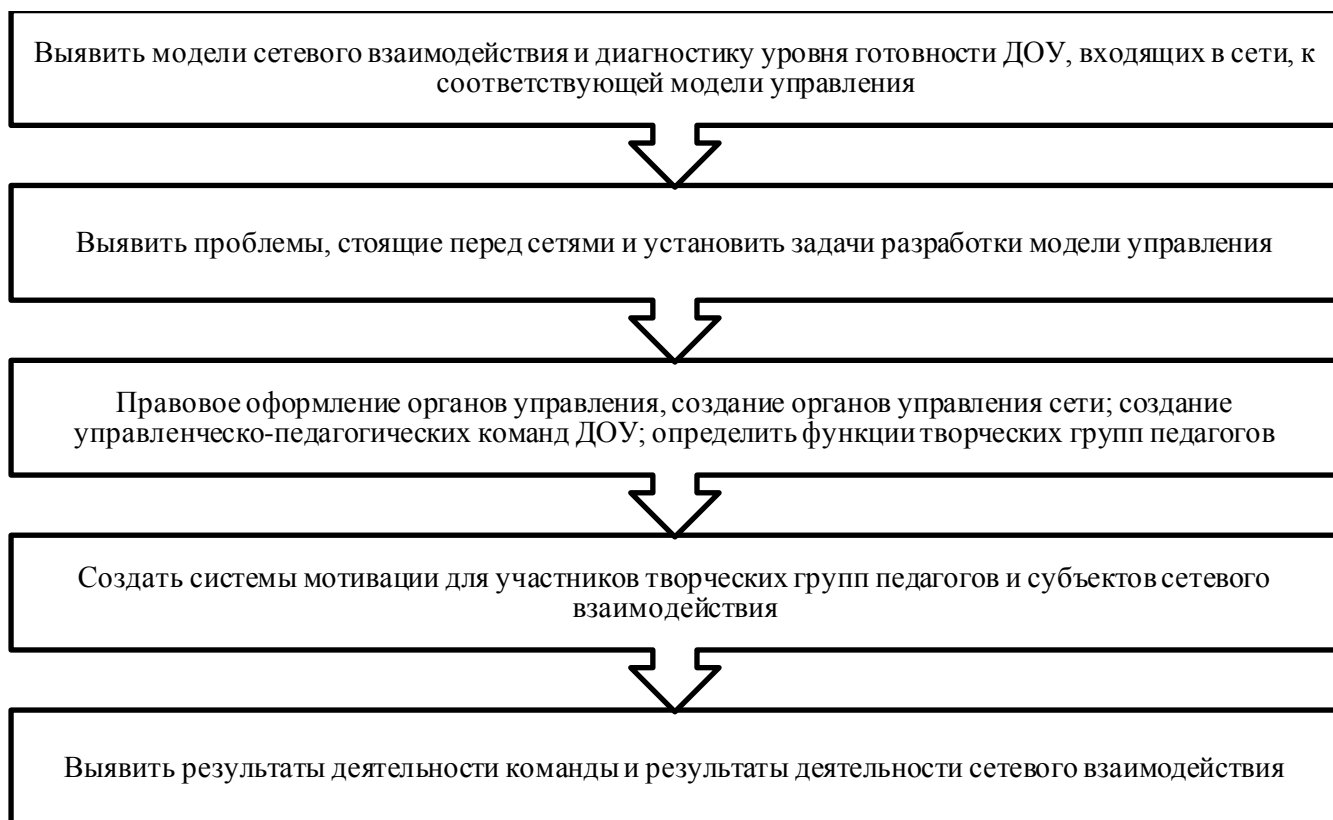 Выявить модели сетевого взаимодействия и диагностику уровня готовности ДОУ, входящих в сети, к
соответствующей модели управления
Выявить проблемы, стоящие перед сетями и установить задачи разработки модели управления
Правовое оформление органов управления, создание органов управления сети; создание
управленческо-педагогических команд ДОУ; определить функции творческих групп педагогов
Создать системы мотивации для участников творческих групп педагогов и субъектов сетевого
взаимодействия
Выявить результаты деятельности команды и результаты деятельности сетевого взаимодействия